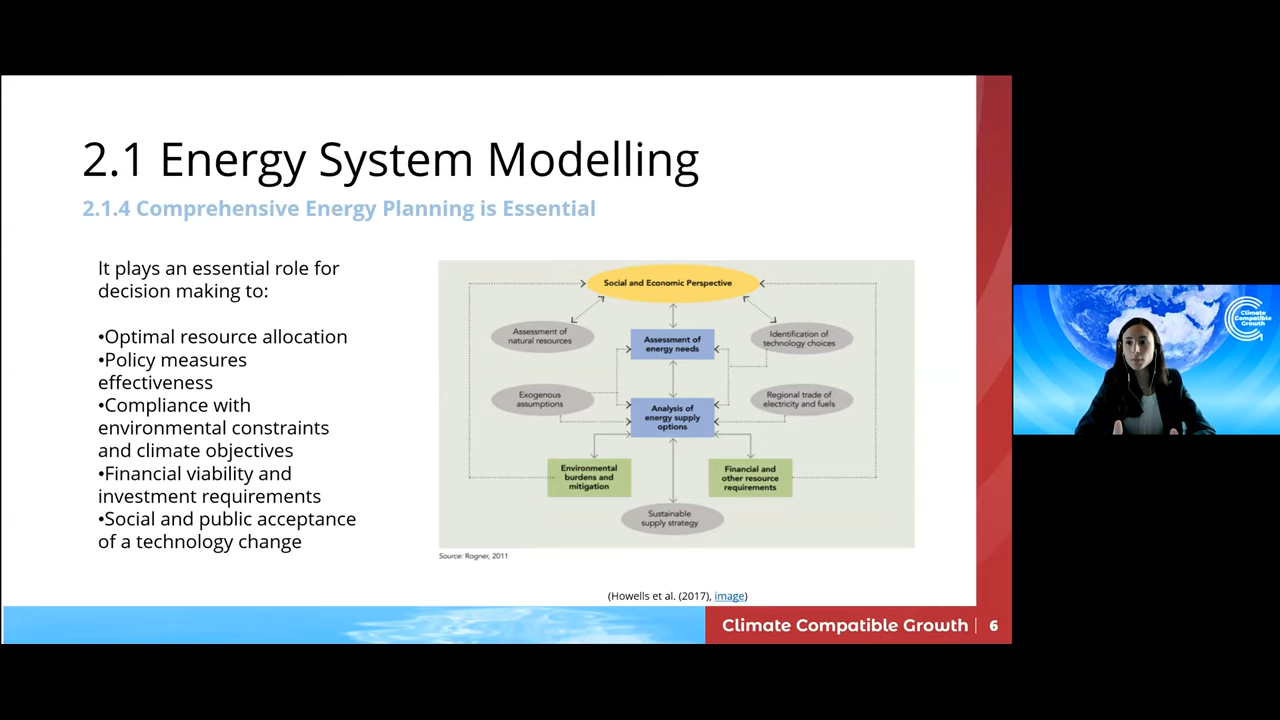 2.1 Energy System Modelling
2.1.4 Comprehensive Energy Planning is Essential
It plays an essential role for
decision making to:
•Optimal resource allocation
•Policy measures
effectiveness
•Compliance with
environmental constraints
and climate objectives
•Financial viability and
investment requirements
•Social and public acceptance
of a technology change
Social and Economic Perspective
Assessment of
natural resources
Assessment of
energy needs
Identification of
technology choices
Exogenous
assumptions
Analysis of
energy supply
options
Regional trade of
electricity and fuels
Environmental
burdens and
mitigation
Financial and
other resource
requirements
Sustainable
supply strategy
Source: Rogner, 2011
(Howells et al. (2017), image)
Climate Compatible Growth | 6
Climate
Compatible
Growth